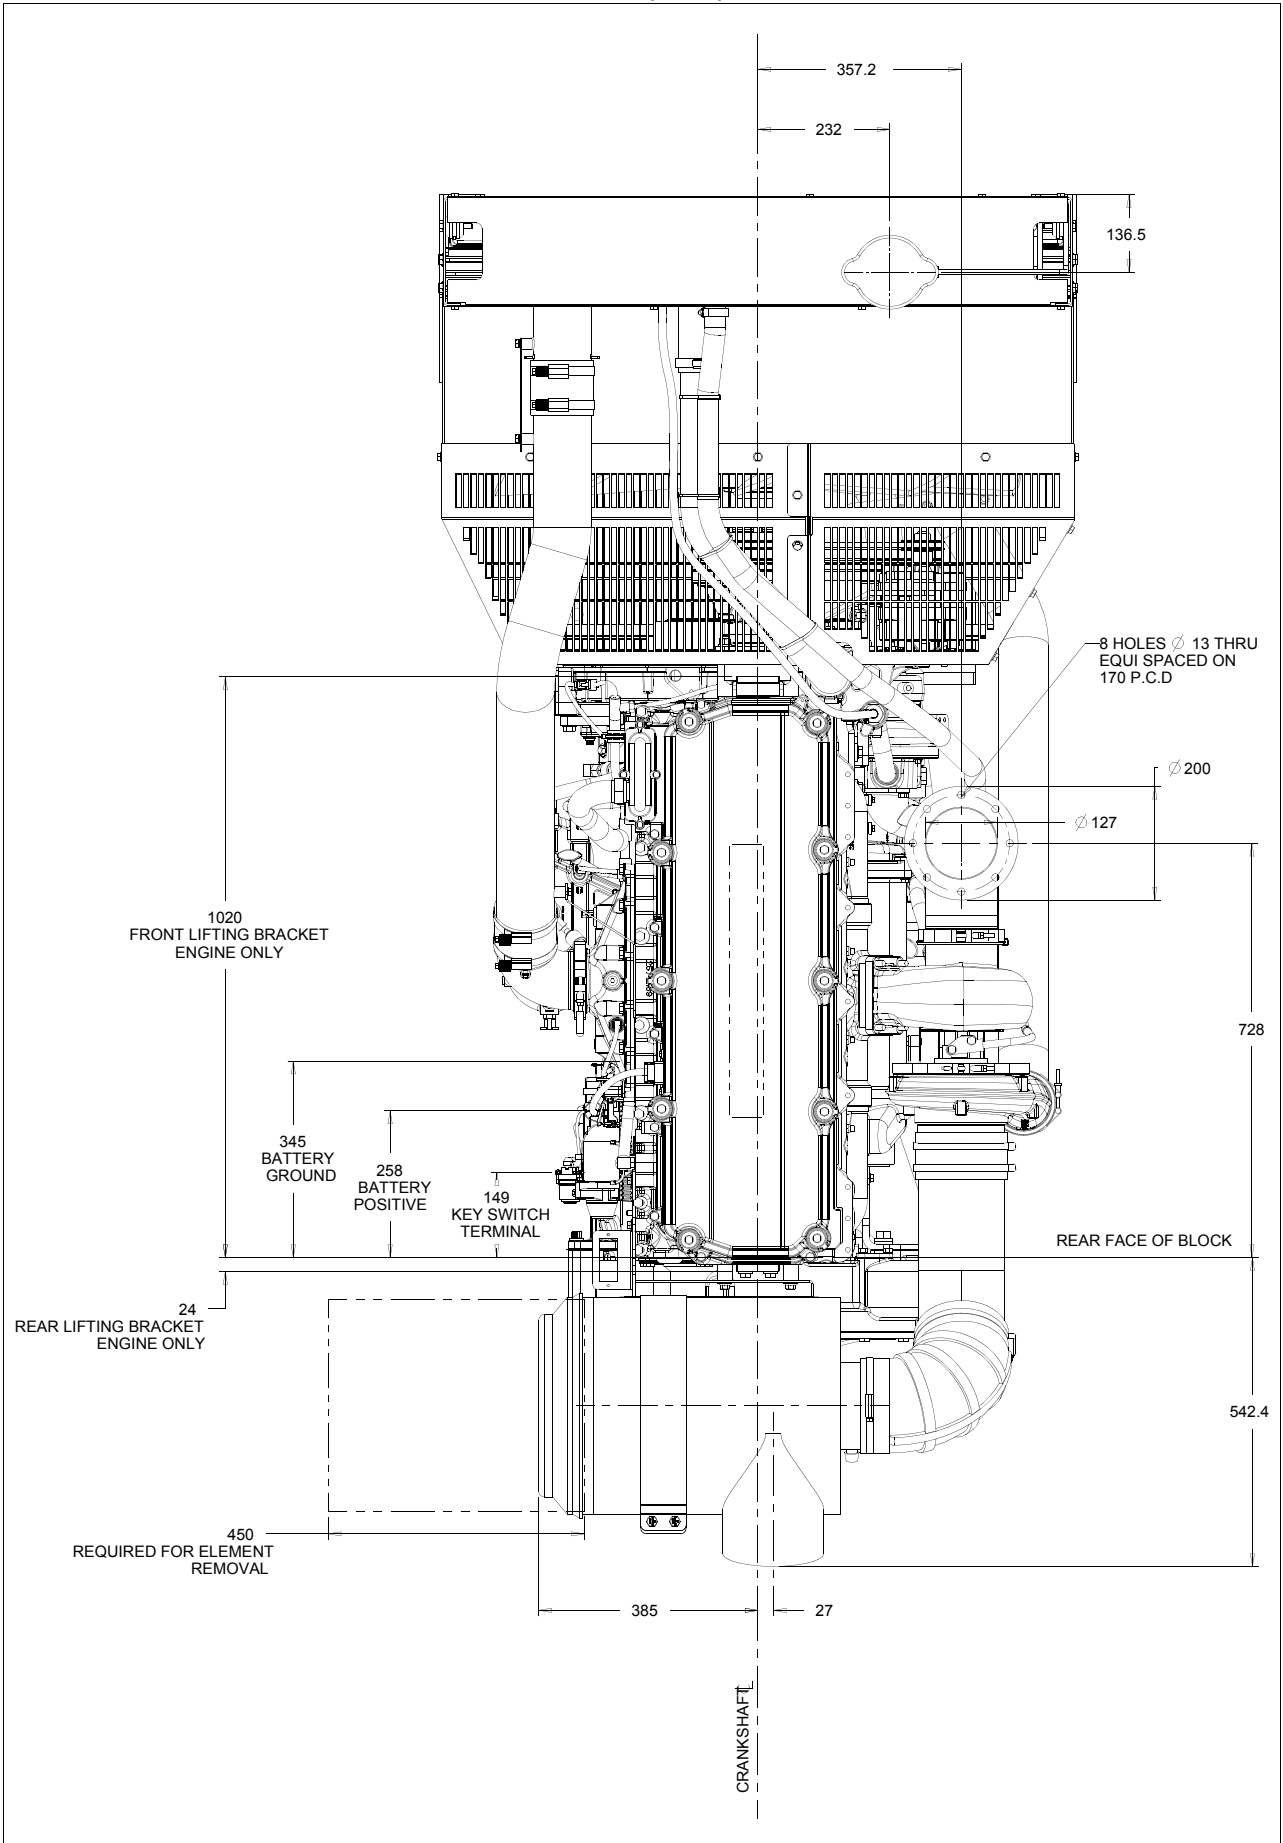 357.2
232
136.5
8 HOLES ∅ 13 THRU
EQUI SPACED ON
170 P.C.D
∅ 200
∅ 127
1020
FRONT LIFTING BRACKET
ENGINE ONLY
728
345
BATTERY
GROUND
258
BATTERY
POSITIVE
149
KEY SWITCH
TERMINAL
REAR FACE OF BLOCK
24
REAR LIFTING BRACKET
ENGINE ONLY
542.4
450
REQUIRED FOR ELEMENT
REMOVAL
385
27
CRANKSHAFT